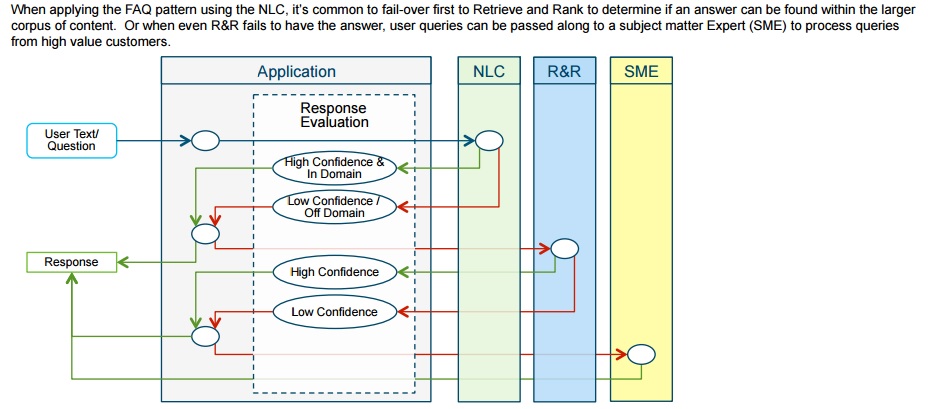 When applying the FAQ pattern using the NLC, it's common to fail-over first to Retrieve and Rank to determine if an answer can be found within the larger
corpus of content.  Or when even R&R fails to have the answer, user queries can be passed along to a subject matter Expert (SME) to process queries
from high value customers.
Application
NLC
R&R
SME
Response
Evaluation
User Text/
Question
High Confidence &
In Domain
Low Confidence /
Off Domain
Response
High Confidence
Low Confidence